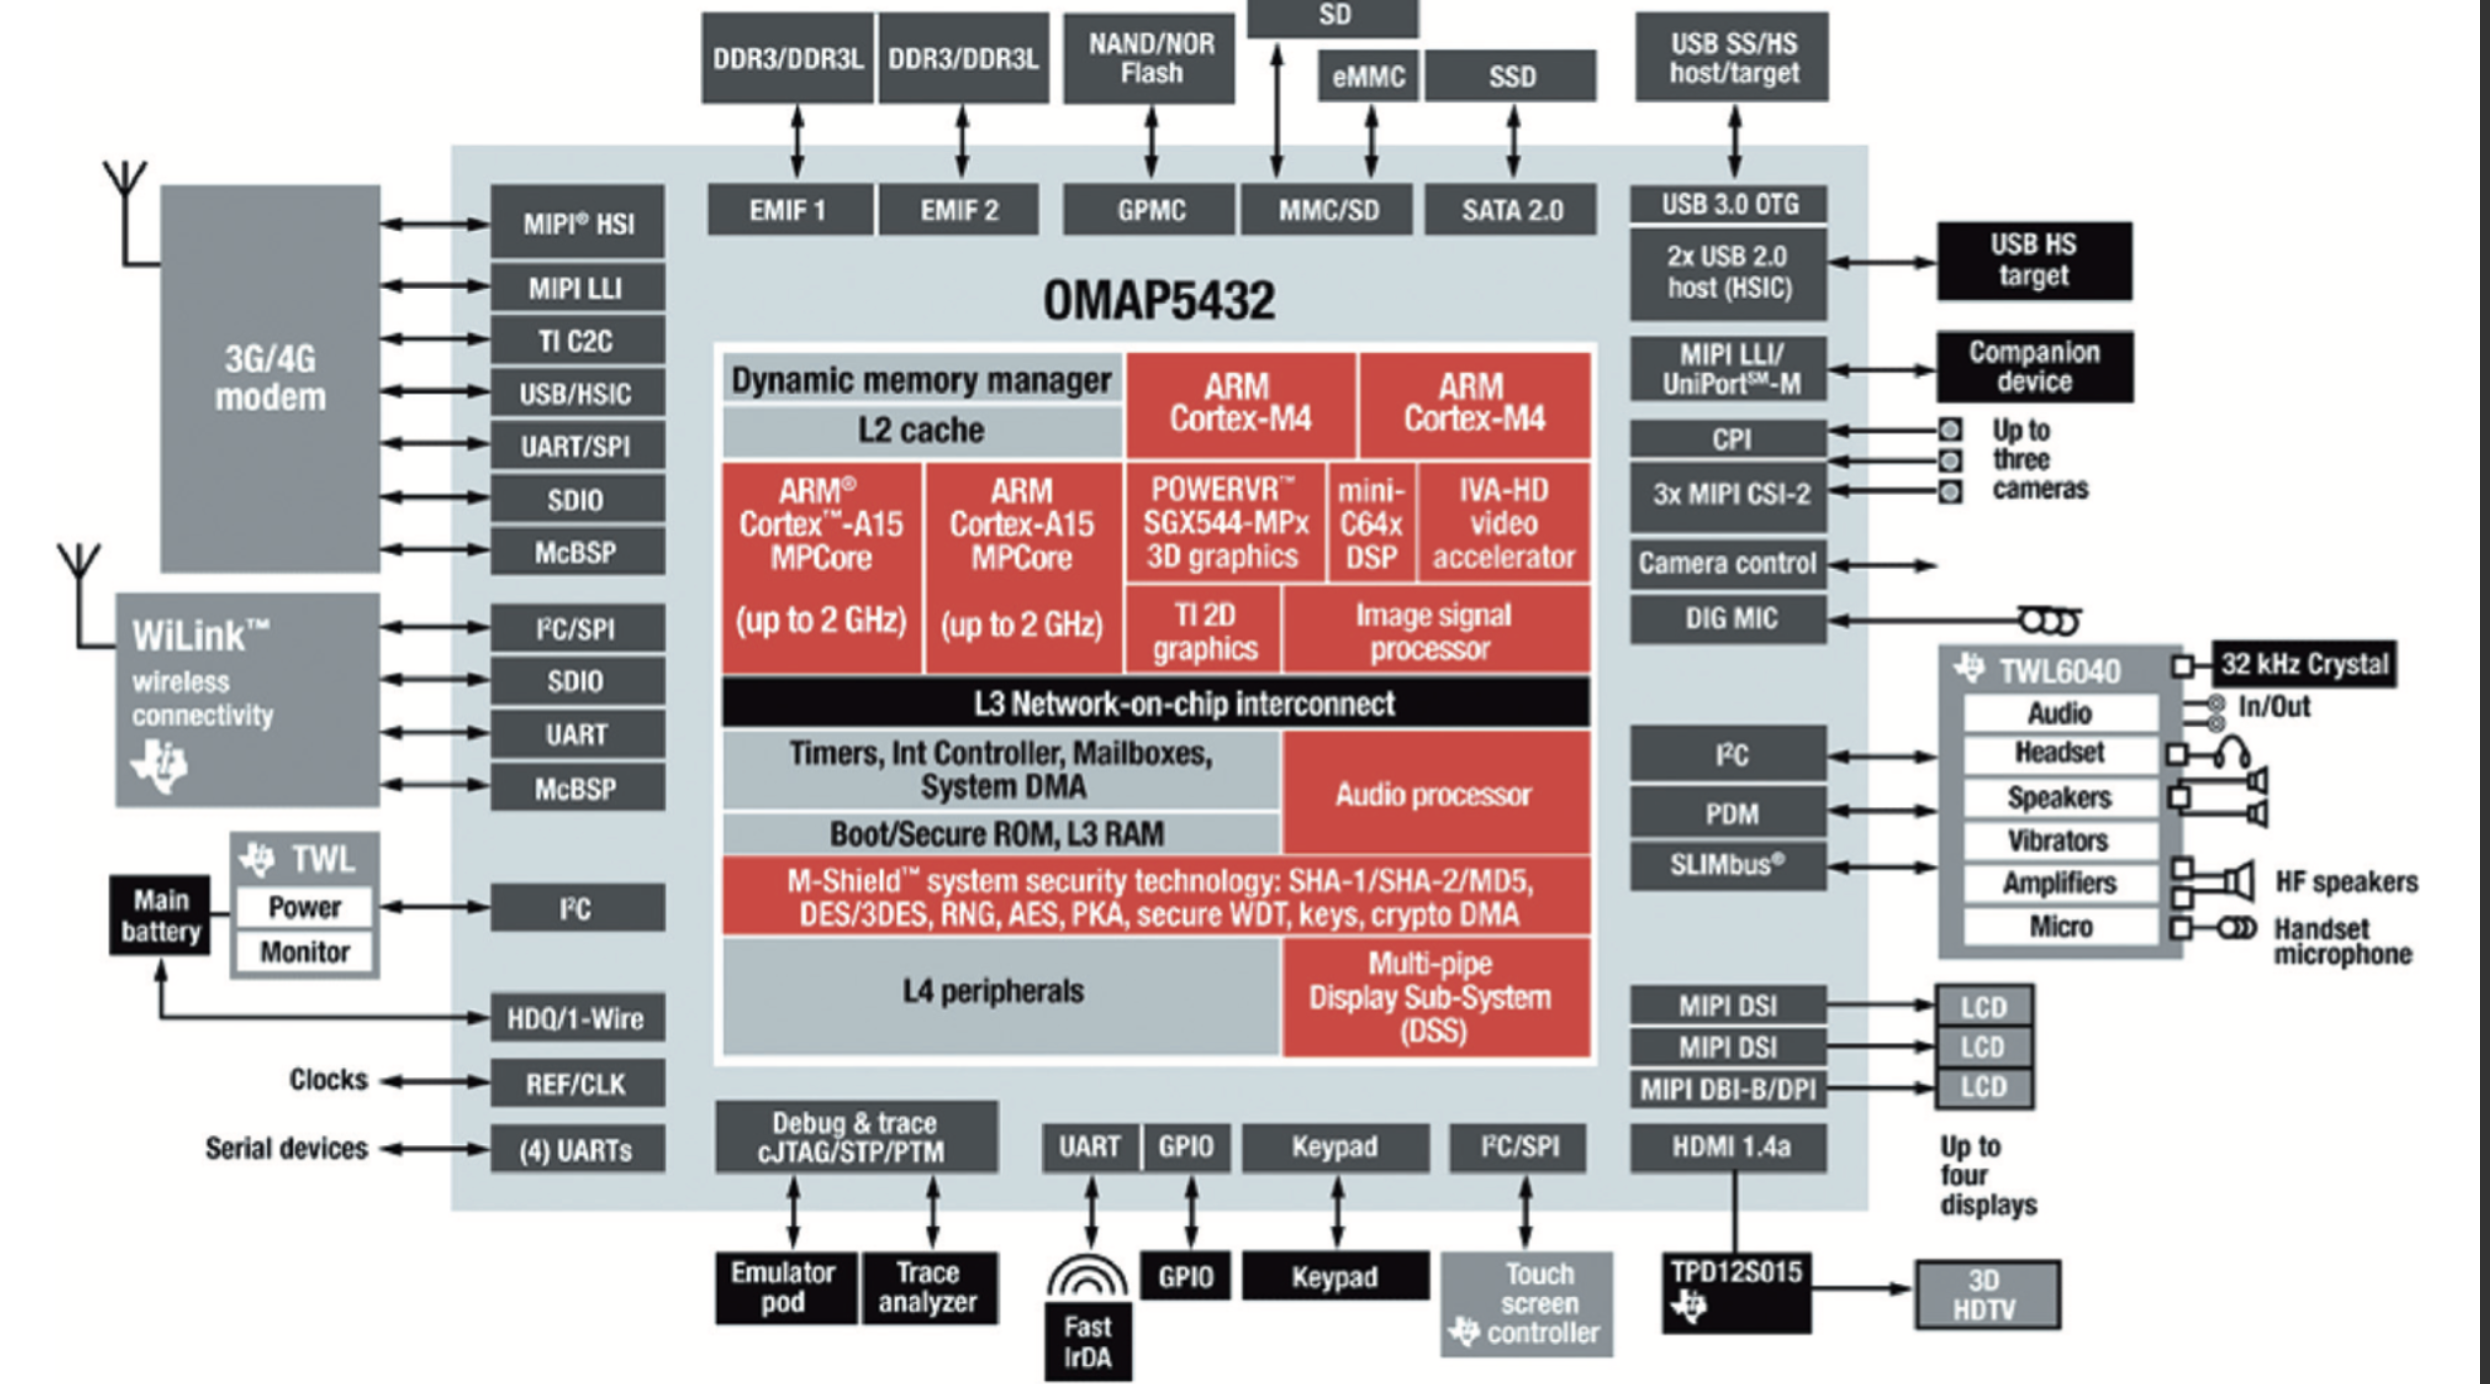 SD
DDR3/DDR3L
DDR3/DDR3L
NAND/NOR
Flash
eMMC
SSD
USB SS/HS
host/target
EMIF 1
EMIF 2
GPMC
MMC/SD
SATA 2.0
USB 3.0 OTG
2x USB 2.0
host (HSIC)
USB HS
target
MIPI LLI/
UniPort℠-M
Companion
device
CPI
3x MIPI CSI-2
Up to
three
cameras
Camera control
DIG MIC
3G/4G
modem
MIPI® HSI
MIPI LLI
TI C2C
USB/HSIC
UART/SPI
SDIO
McBSP
WiLink™
wireless
connectivity
I²C/SPI
SDIO
UART
McBSP
TWL
Power
Monitor
Main
battery
I²C
HDQ/1-Wire
Clocks
REF/CLK
Serial devices
(4) UARTs
OMAP5432
Dynamic memory manager
L2 cache
ARM
Cortex-M4
ARM
Cortex-M4
ARM®
Cortex™-A15
MPCore
(up to 2 GHz)
ARM
Cortex-A15
MPCore
(up to 2 GHz)
POWERVR™
SGX544-MPx
3D graphics
mini-
C64x
DSP
IVA-HD
video
accelerator
TI 2D
graphics
Image signal
processor
L3 Network-on-chip interconnect
Timers, Int Controller, Mailboxes,
System DMA
Boot/Secure ROM, L3 RAM
Audio processor
M-Shield™ system security technology: SHA-1/SHA-2/MD5,
DES/3DES, RNG, AES, PKA, secure WDT, keys, crypto DMA
L4 peripherals
Multi-pipe
Display Sub-System
(DSS)
I²C
PDM
SLIMbus®
TWL6040
Audio
Headset
Speakers
Vibrators
Amplifiers
Micro
32 kHz Crystal
In/Out
HF speakers
Handset
microphone
MIPI DSI
MIPI DSI
MIPI DBI-B/DPI
HDMI 1.4a
LCD
LCD
LCD
Up to
four
displays
Debug & trace
cJTAG/STP/PTM
UART
GPIO
Keypad
I²C/SPI
Emulator
pod
Trace
analyzer
Fast
IrDA
GPIO
Keypad
Touch
screen
controller
TPD12S015
3D
HDTV